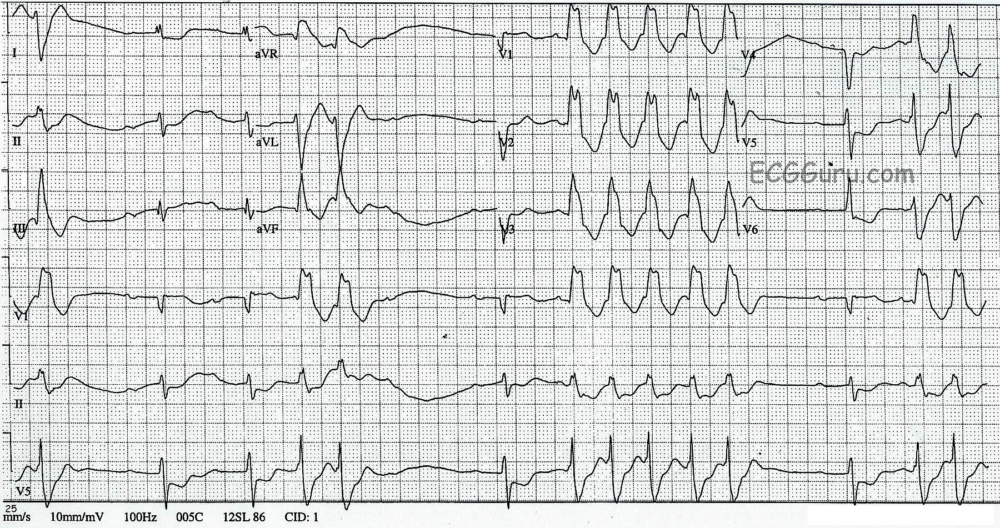 I aVR V1 V4
II aVL V2 V5
ECGGuru.com
III aVF V3 V6
V1
II
V5
25
mm/s 10mm/mV 100Hz 005C 12SL 86 CID: 1